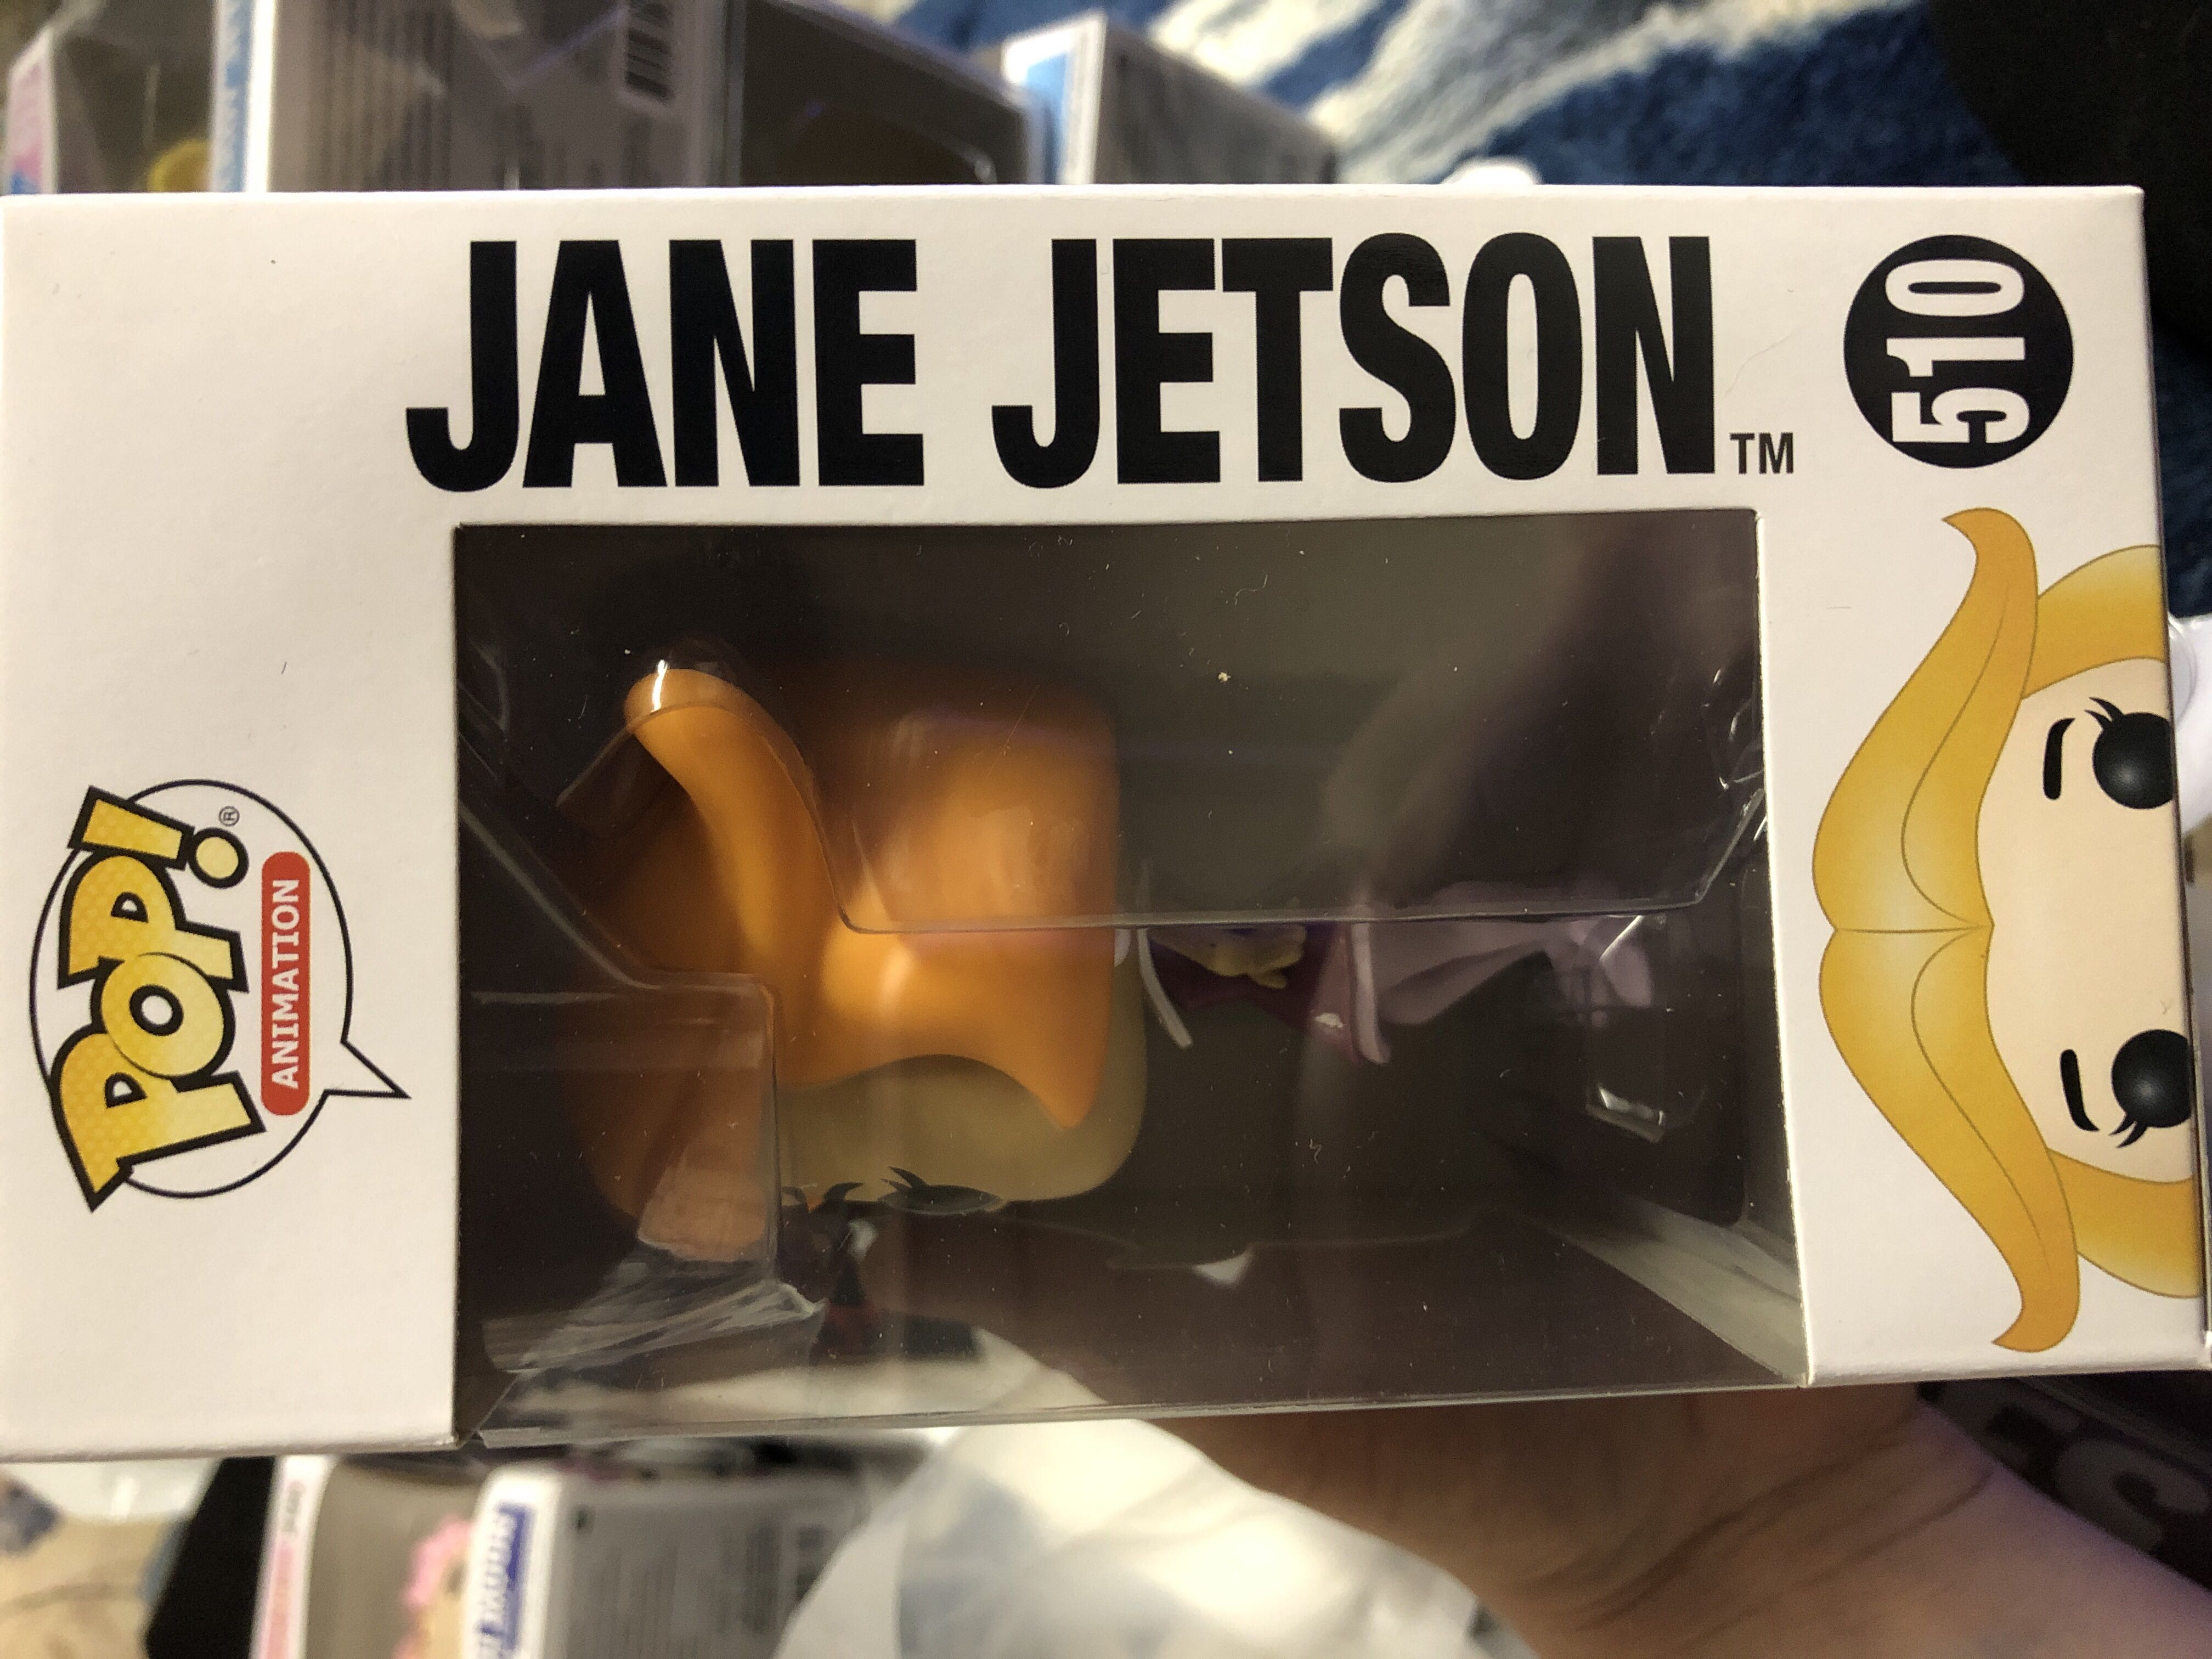 JANE JETSON™
510
POP!®
ANIMATION